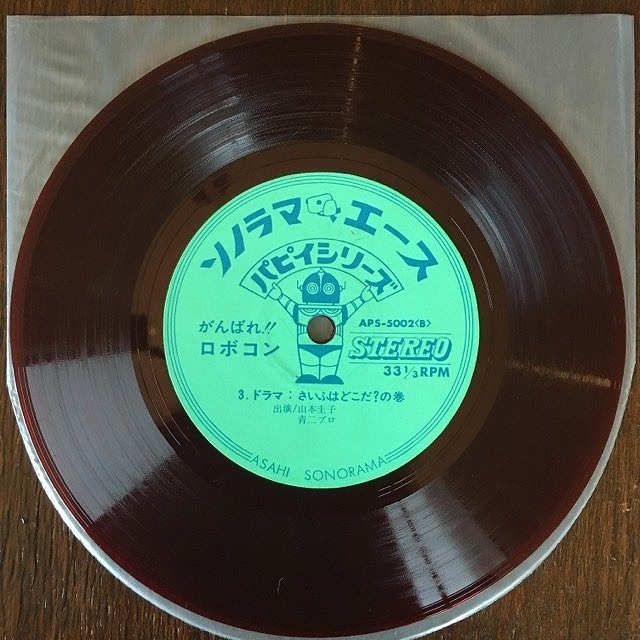 ソノラマエース
パピイシリーズ
がんばれ!!
ロボコン
APS-5002〈B〉
STEREO
33 1/3 RPM
3.ドラマ:さいふはどこだ?の巻
出演/山本圭子
青二プロ
ASAHI SONORAMA